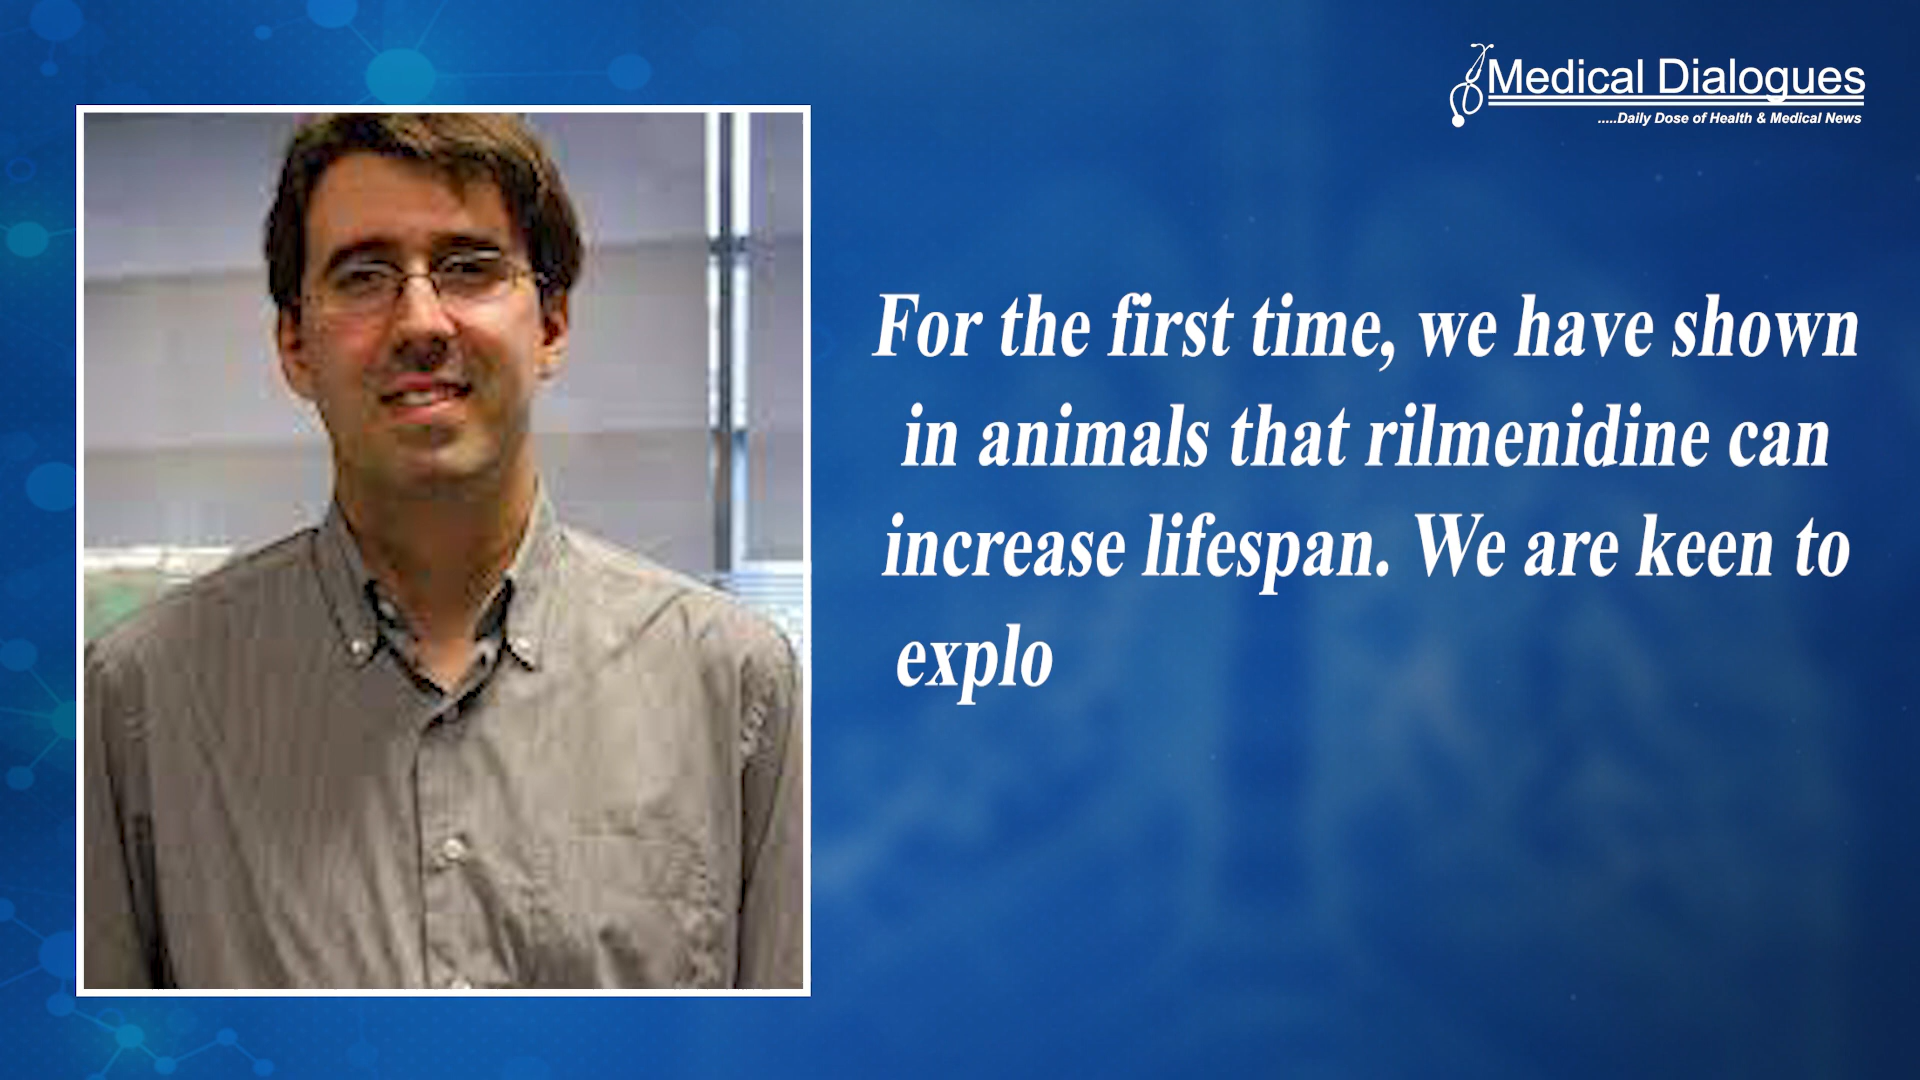 Medical Dialogues
.....Daily Dose of Health & Medical News
For the first time, we have shown
in animals that rilmenidine can
increase lifespan. We are keen to
explo